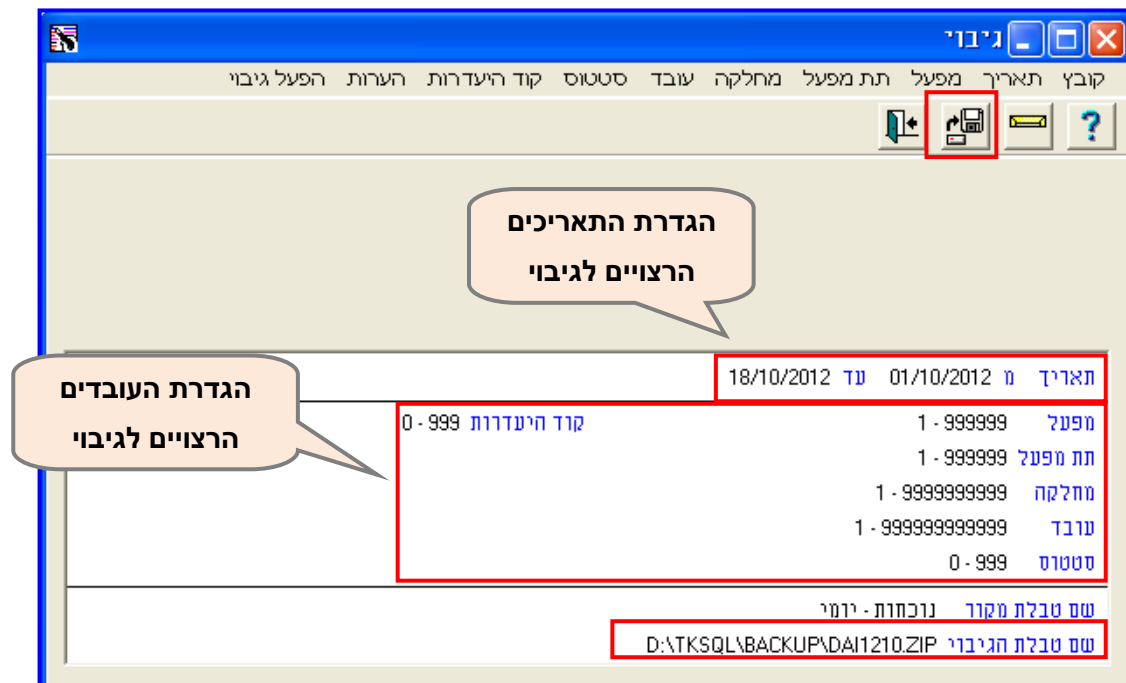 גיבוי
קובץ תאריך מפעל תת מפעל מחלקה עובד סטטוס קוד היעדרות הערות הפעל גיבוי
הגדרת התאריכים
הרצויים לגיבוי
תאריך מ 01/10/2012 עד 18/10/2012
הגדרת העובדים
הרצויים לגיבוי
מפעל 1 - 999999 קוד היעדרות 0 - 999
תת מפעל 1 - 999999
מחלקה 1 - 9999999999
עובד 1 - 999999999999
סטטוס 0 - 999
שם טבלת מקור נוכחות - יומי
שם טבלת הגיבוי D:\TKSQL\BACKUP\DAI1210.ZIP